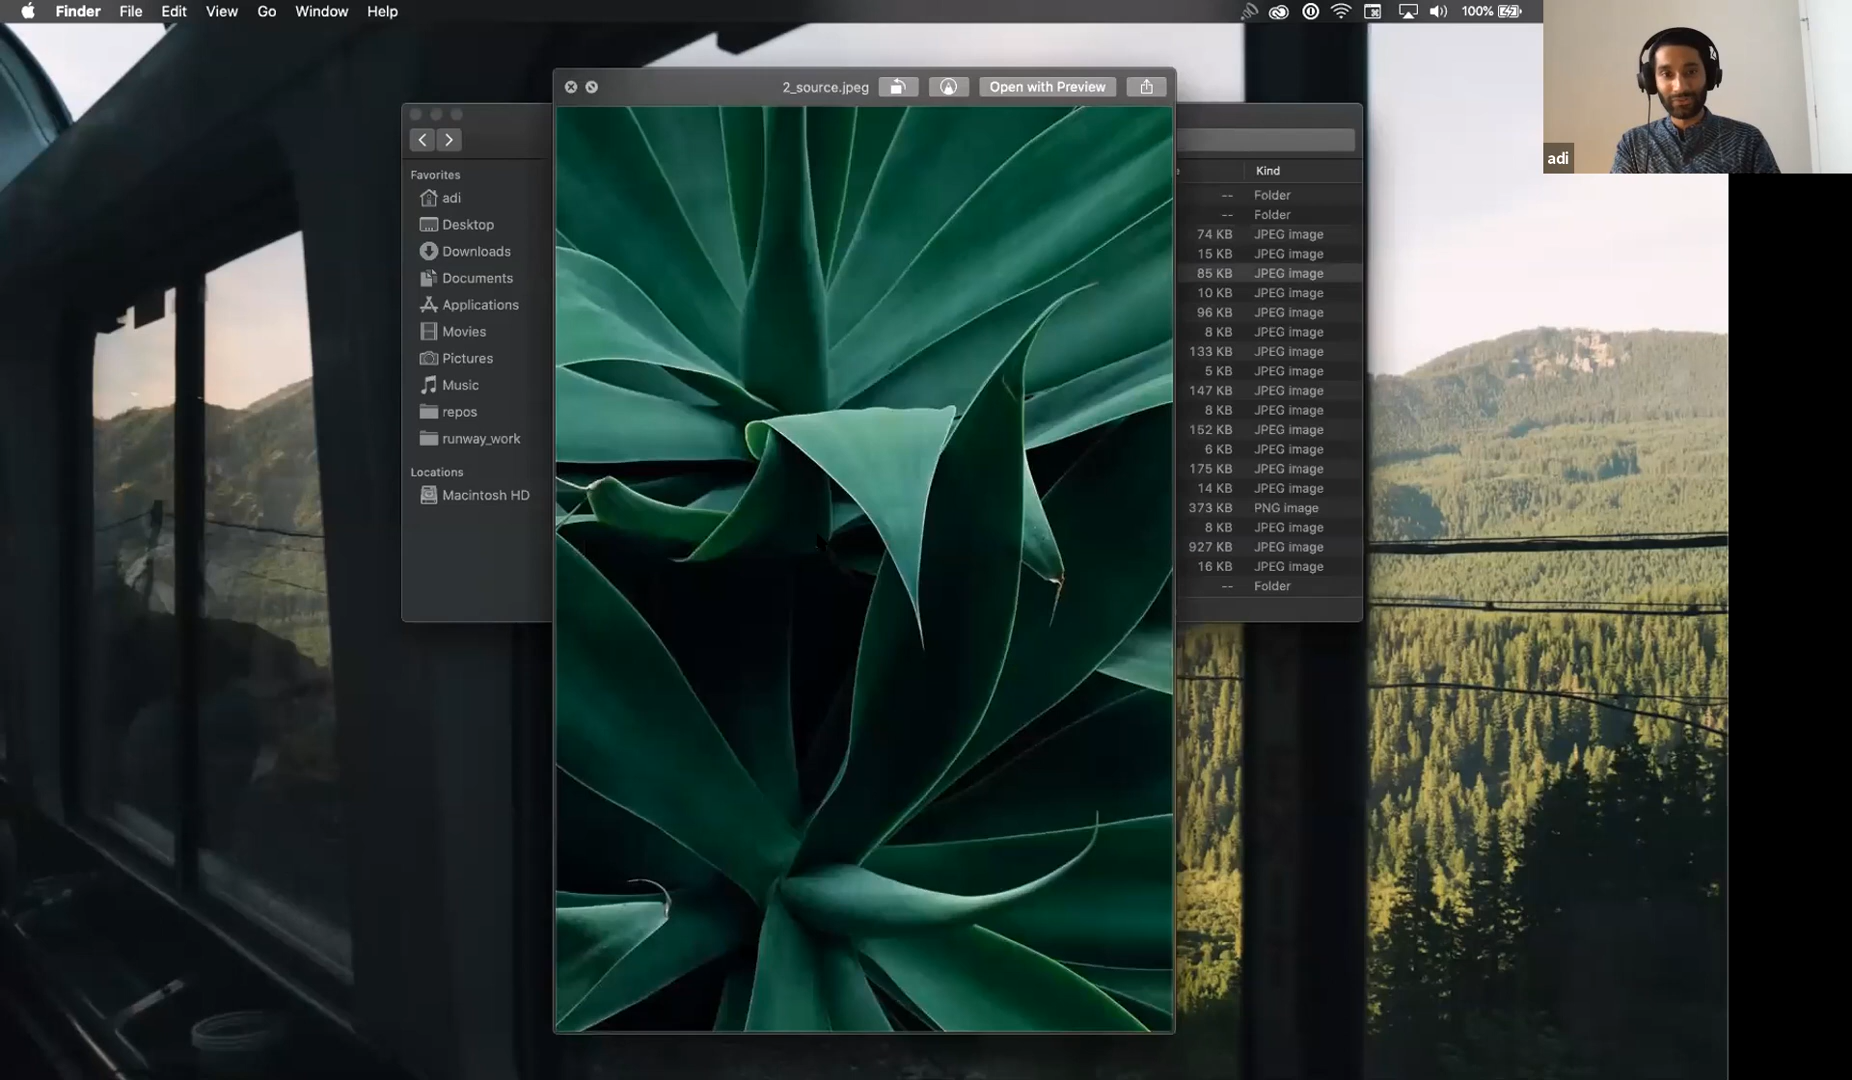 Finder File Edit View Go Window Help 100%
adi
2_source.jpeg Open with Preview
Favorites
adi
Desktop
Downloads
Documents
Applications
Movies
Pictures
Music
repos
runway_work
Locations
Macintosh HD
Kind
-- Folder
-- Folder
74 KB JPEG image
15 KB JPEG image
85 KB JPEG image
10 KB JPEG image
96 KB JPEG image
8 KB JPEG image
133 KB JPEG image
5 KB JPEG image
147 KB JPEG image
8 KB JPEG image
152 KB JPEG image
6 KB JPEG image
175 KB JPEG image
14 KB JPEG image
373 KB PNG image
8 KB JPEG image
927 KB JPEG image
16 KB JPEG image
-- Folder